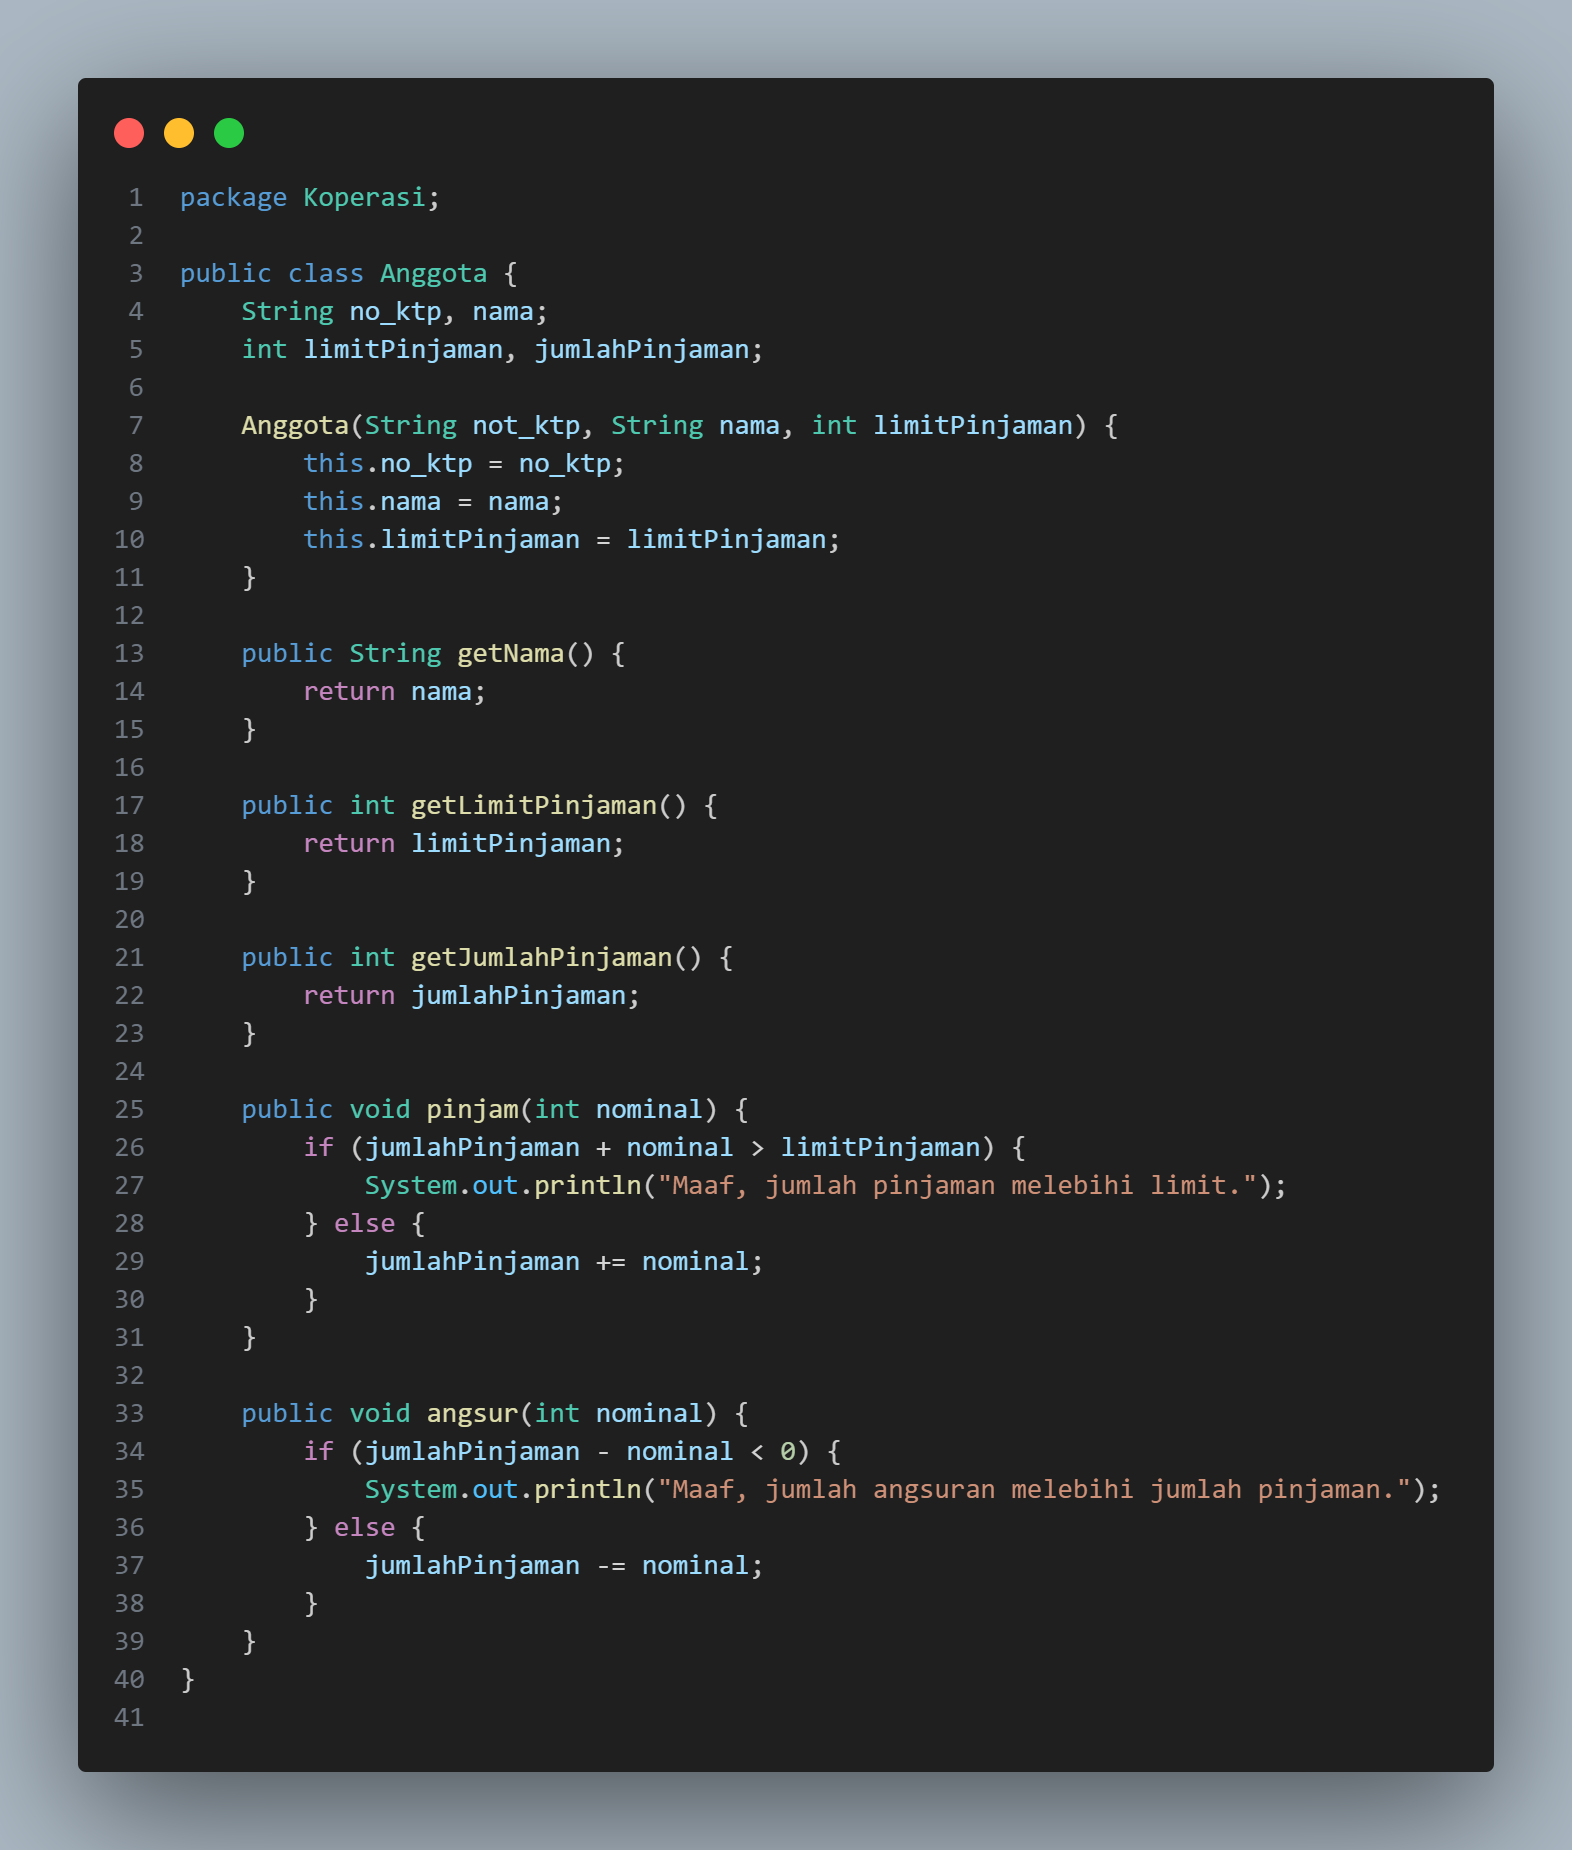 1 package Koperasi;
2
3 public class Anggota {
4     String no_ktp, nama;
5     int limitPinjaman, jumlahPinjaman;
6
7     Anggota(String not_ktp, String nama, int limitPinjaman) {
8         this.no_ktp = no_ktp;
9         this.nama = nama;
10         this.limitPinjaman = limitPinjaman;
11     }
12
13     public String getNama() {
14         return nama;
15     }
16
17     public int getLimitPinjaman() {
18         return limitPinjaman;
19     }
20
21     public int getJumlahPinjaman() {
22         return jumlahPinjaman;
23     }
24
25     public void pinjam(int nominal) {
26         if (jumlahPinjaman + nominal > limitPinjaman) {
27             System.out.println("Maaf, jumlah pinjaman melebihi limit.");
28         } else {
29             jumlahPinjaman += nominal;
30         }
31     }
32
33     public void angsur(int nominal) {
34         if (jumlahPinjaman - nominal < 0) {
35             System.out.println("Maaf, jumlah angsuran melebihi jumlah pinjaman.");
36         } else {
37             jumlahPinjaman -= nominal;
38         }
39     }
40 }
41